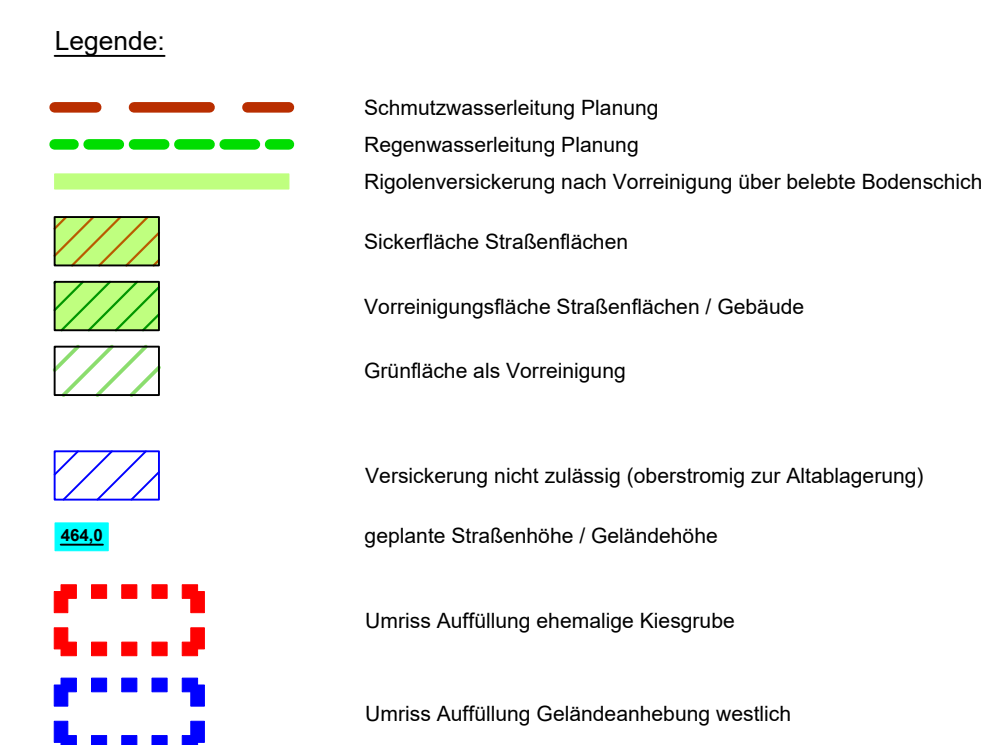 Legende:
Schmutzwasserleitung Planung
Regenwasserleitung Planung
Rigolenversickerung nach Vorreinigung über belebte Bodenschich
Sickerfläche Straßenflächen
Vorreinigungsfläche Straßenflächen / Gebäude
Grünfläche als Vorreinigung
Versickerung nicht zulässig (oberstromig zur Altablagerung)
464,0 geplante Straßenhöhe / Geländehöhe
Umriss Auffüllung ehemalige Kiesgrube
Umriss Auffüllung Geländeanhebung westlich